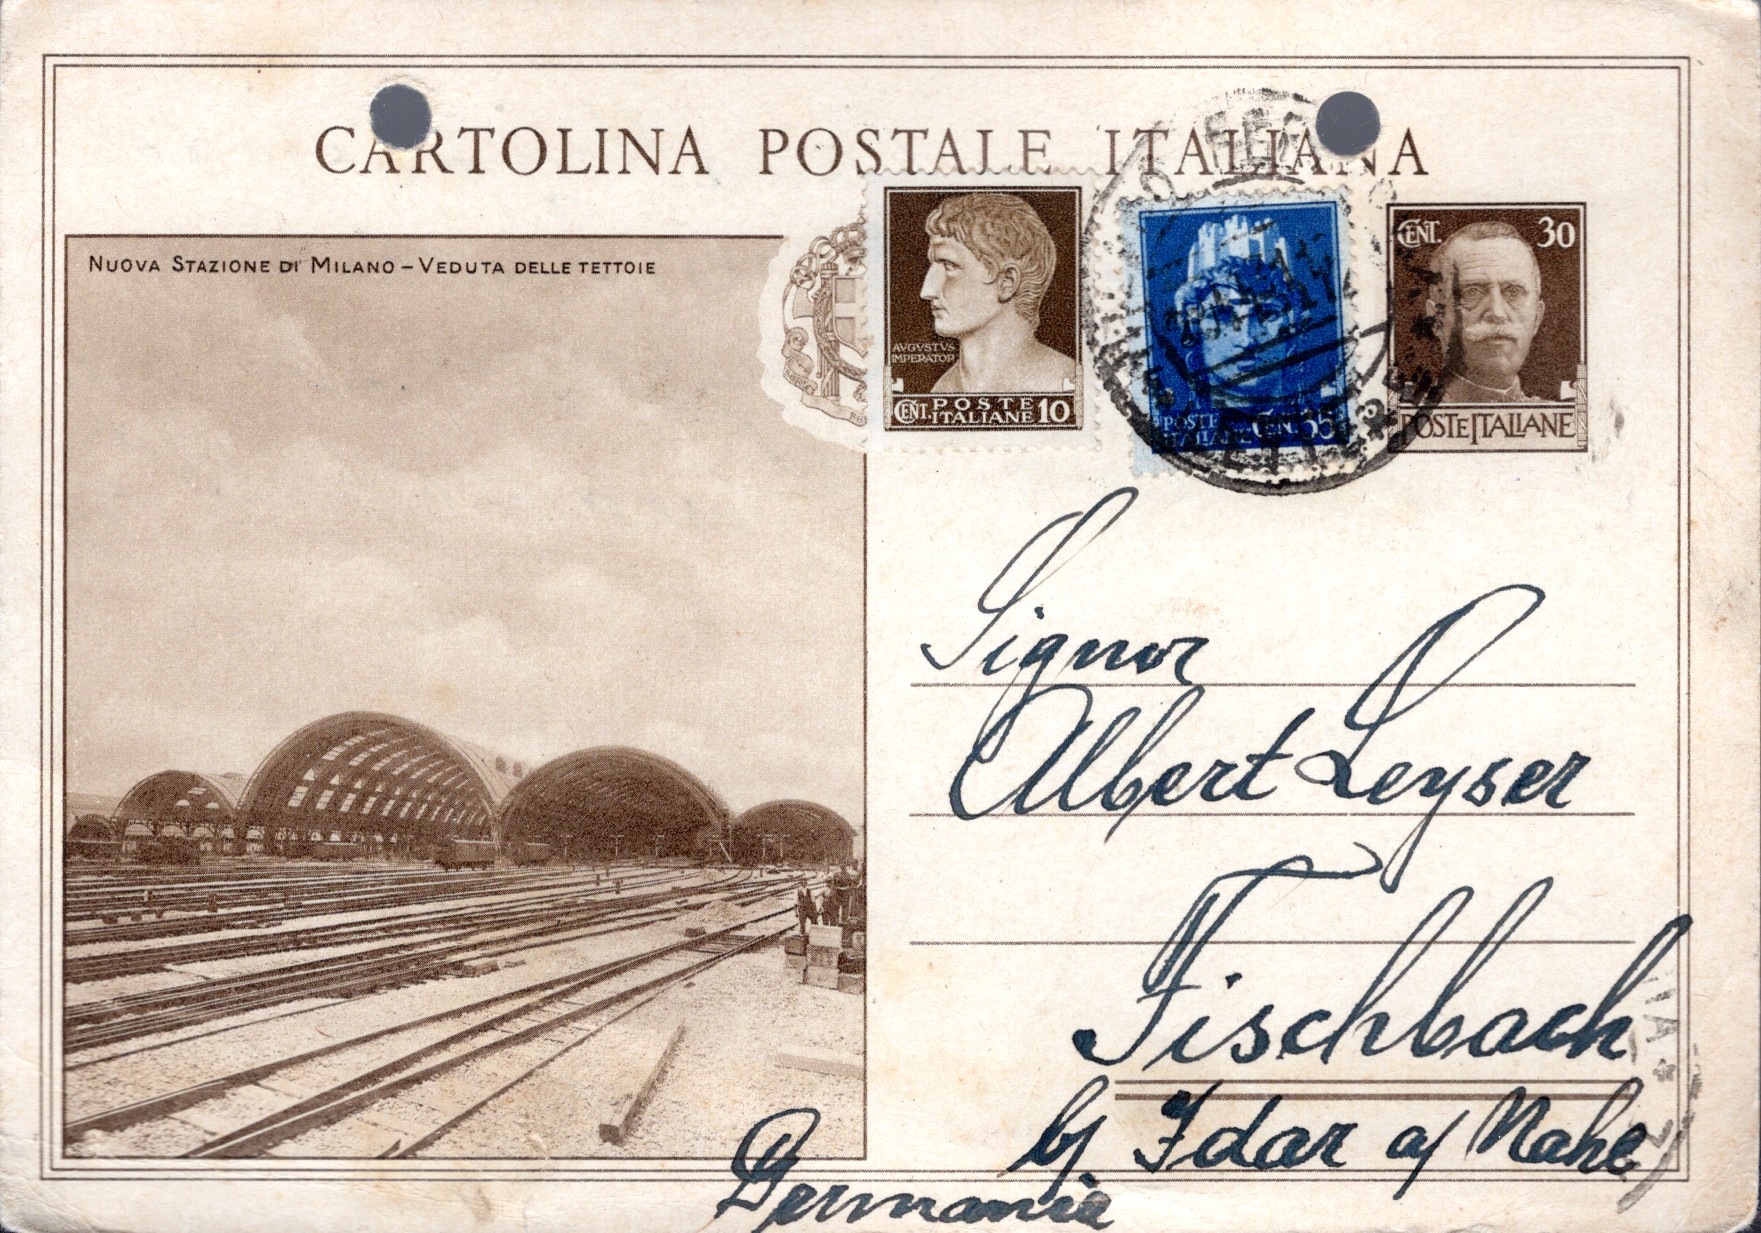 CARTOLINA POSTALE ITALIANA
NUOVA STAZIONE DI MILANO – VEDUTA DELLE TETTOIE
AVGVSTVS
IMPERATOR
CENT. POSTE
ITALIANE 10
POSTE
ITALIANE CENT. 35
CENT. 30
POSTE ITALIANE
Signor
Albert Leyser
Fischbach
b/ Idar a/ Nahe
Germania